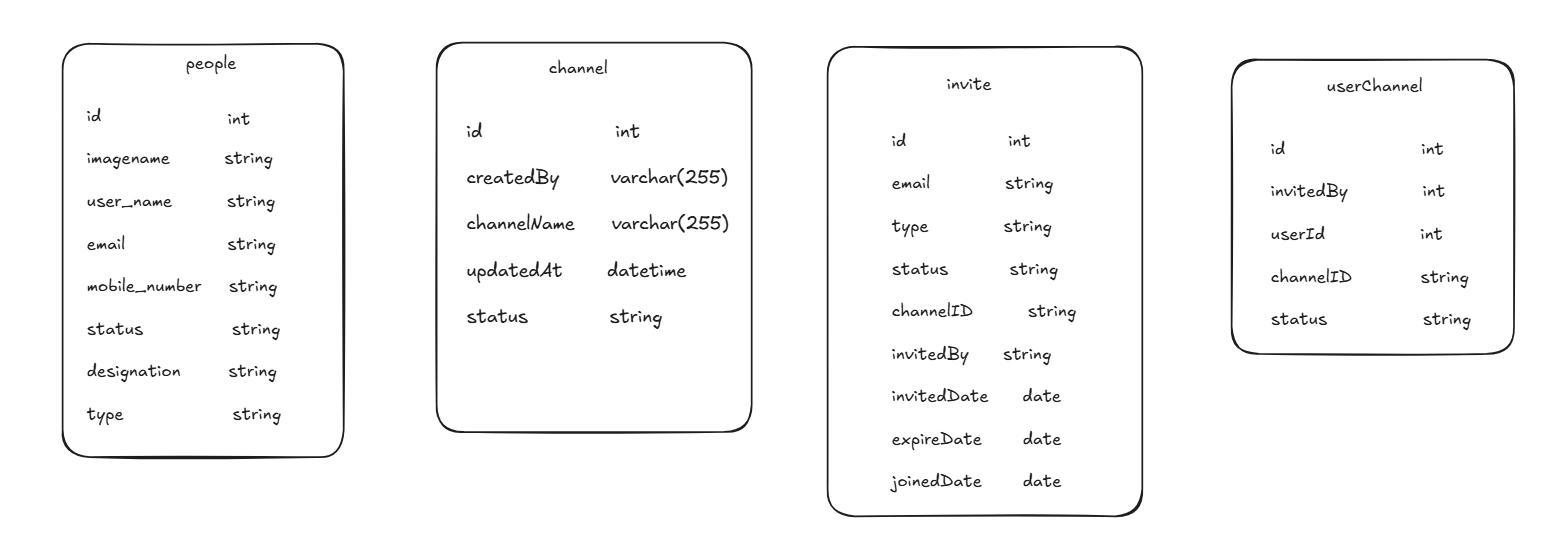 people
id int
imagename string
user_name string
email string
mobile_number string
status string
designation string
type string
channel
id int
createdBy varchar(255)
channelName varchar(255)
updatedAt datetime
status string
invite
id int
email string
type string
status string
channelID string
invitedBy string
invitedDate date
expireDate date
joinedDate date
userChannel
id int
invitedBy int
userId int
channelID string
status string